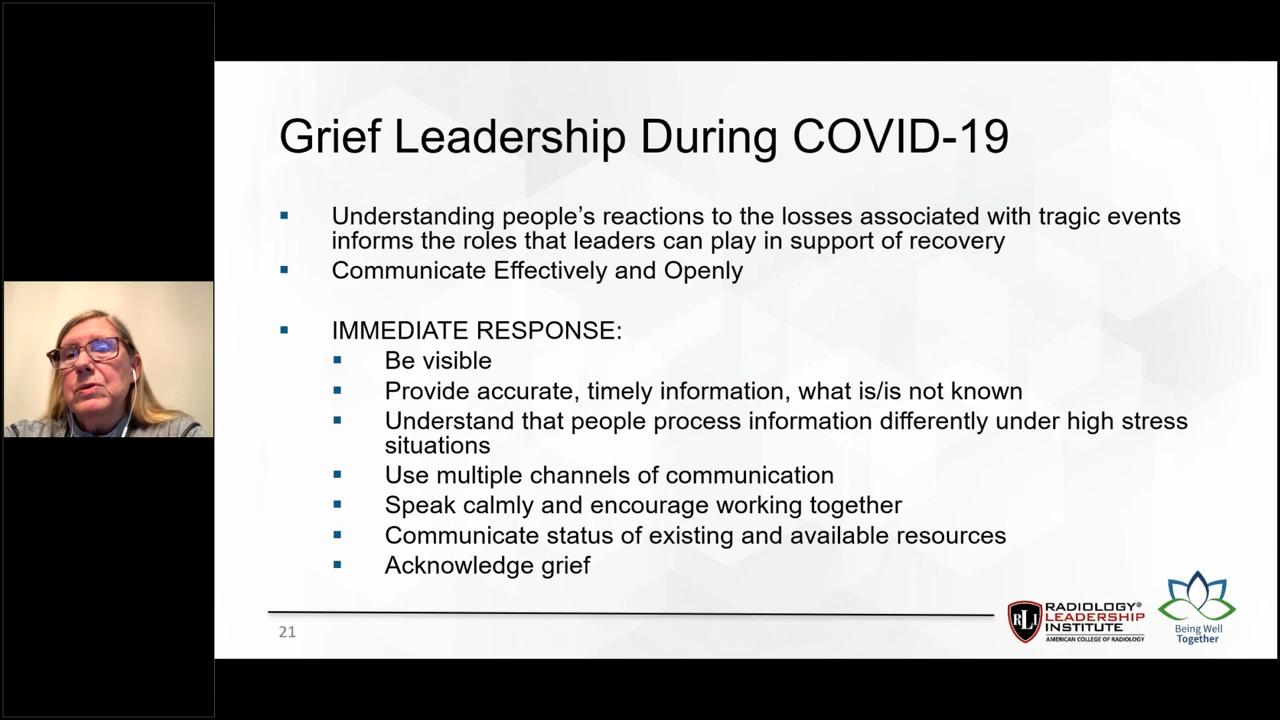 Grief Leadership During COVID-19
Understanding people's reactions to the losses associated with tragic events
informs the roles that leaders can play in support of recovery
Communicate Effectively and Openly
IMMEDIATE RESPONSE:
Be visible
Provide accurate, timely information, what is/is not known
Understand that people process information differently under high stress
situations
Use multiple channels of communication
Speak calmly and encourage working together
Communicate status of existing and available resources
Acknowledge grief
21
RLI
RADIOLOGY®
LEADERSHIP
INSTITUTE
AMERICAN COLLEGE OF RADIOLOGY
Being Well
Together